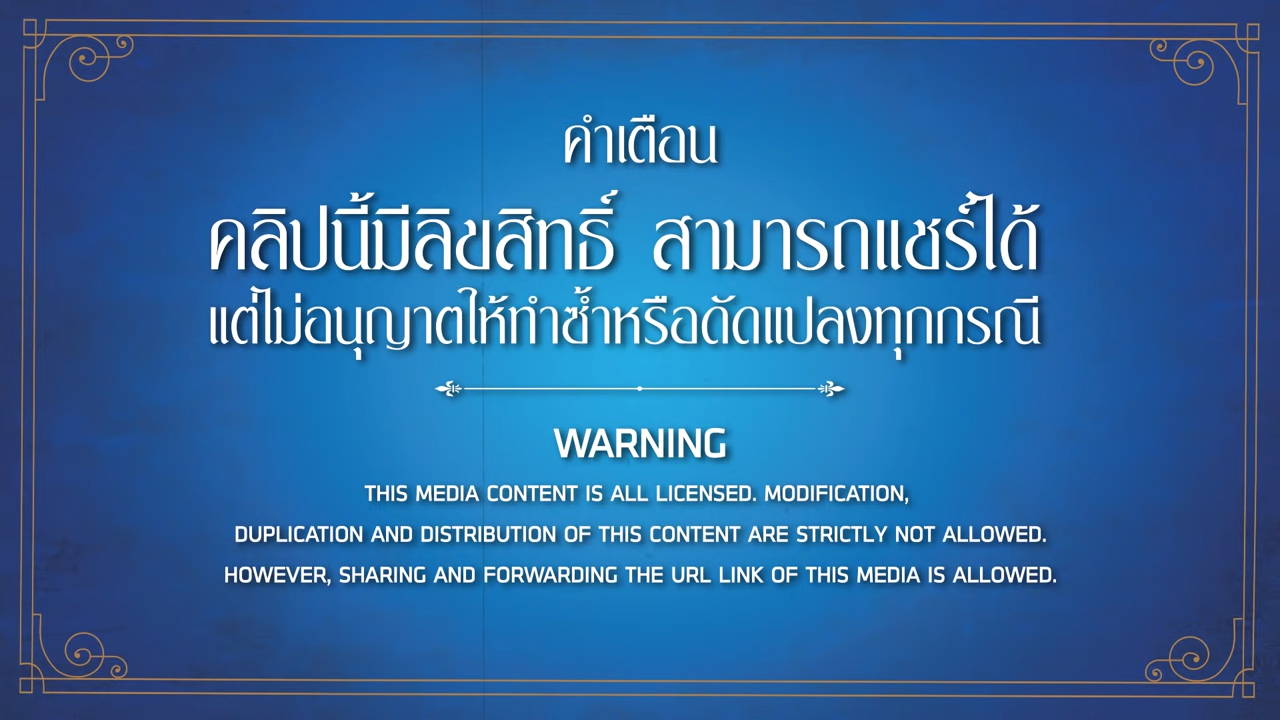 คำเตือน
คลิปนี้มีลิขสิทธิ์ สามารถแชร์ได้
แต่ไม่อนุญาตให้ทำซ้ำหรือดัดแปลงทุกกรณี
WARNING
THIS MEDIA CONTENT IS ALL LICENSED. MODIFICATION,
DUPLICATION AND DISTRIBUTION OF THIS CONTENT ARE STRICTLY NOT ALLOWED.
HOWEVER, SHARING AND FORWARDING THE URL LINK OF THIS MEDIA IS ALLOWED.